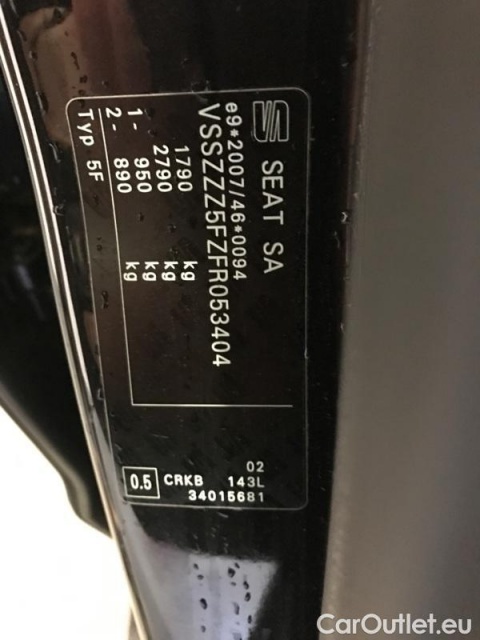 SEAT SA
e9*2007/46*0094
VSSZZZ5FZFR053404
1790 kg
2790 kg
1- 950 kg
2- 890 kg
Typ 5F
02
0.5 CRKB 143L
34015681
CarOutlet.eu